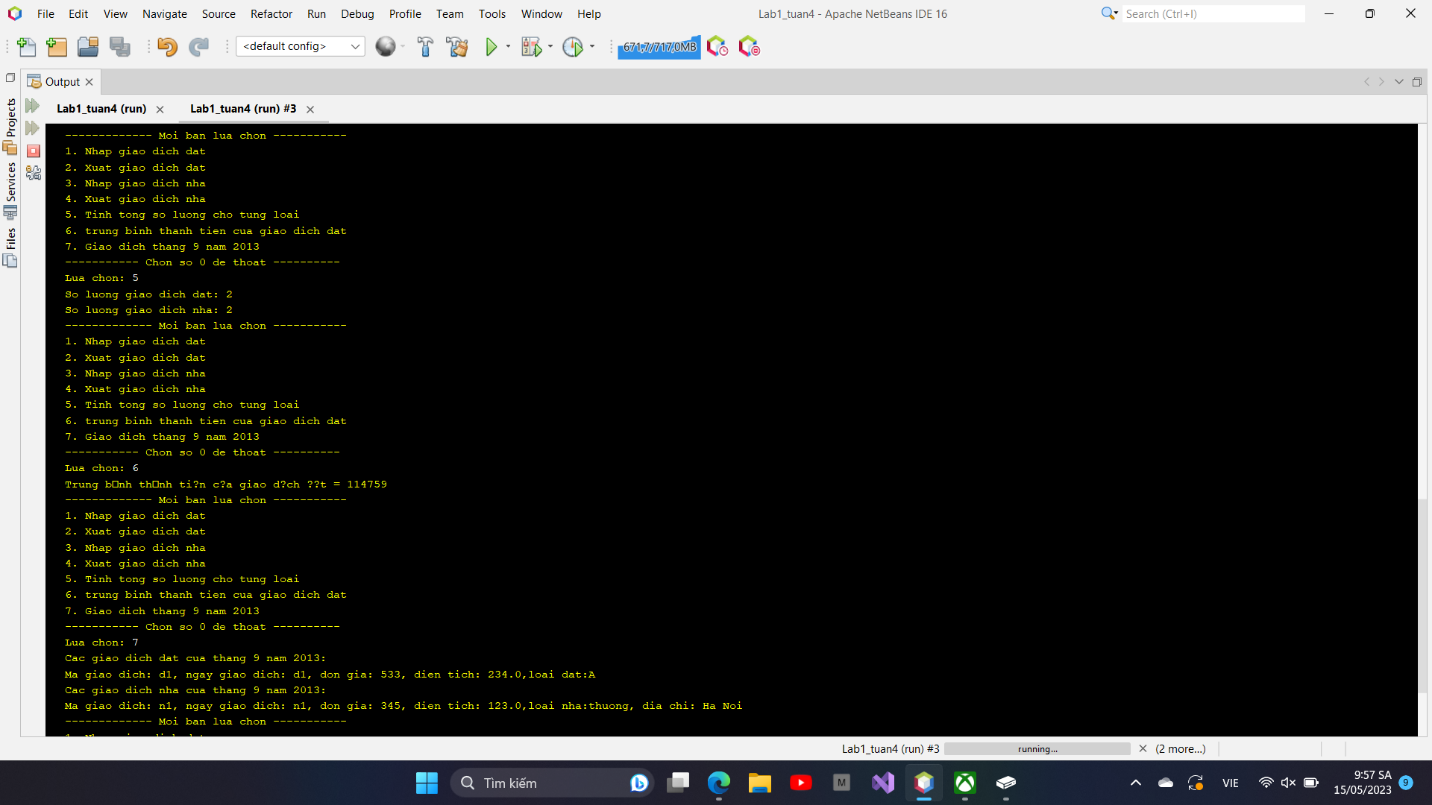 File Edit View Navigate Source Refactor Run Debug Profile Team Tools Window Help Lab1_tuan4 - Apache NetBeans IDE 16 Search (Ctrl+I)
<default config> 671,7/717,0MB
Output
Lab1_tuan4 (run) Lab1_tuan4 (run) #3
Projects
Services
Files
------------- Moi ban lua chon -----------
1. Nhap giao dich dat
2. Xuat giao dich dat
3. Nhap giao dich nha
4. Xuat giao dich nha
5. Tinh tong so luong cho tung loai
6. trung binh thanh tien cua giao dich dat
7. Giao dich thang 9 nam 2013
----------- Chon so 0 de thoat ----------
Lua chon: 5
So luong giao dich dat: 2
So luong giao dich nha: 2
------------- Moi ban lua chon -----------
1. Nhap giao dich dat
2. Xuat giao dich dat
3. Nhap giao dich nha
4. Xuat giao dich nha
5. Tinh tong so luong cho tung loai
6. trung binh thanh tien cua giao dich dat
7. Giao dich thang 9 nam 2013
----------- Chon so 0 de thoat ----------
Lua chon: 6
Trung b□nh th□nh ti?n c?a giao d?ch ??t = 114759
------------- Moi ban lua chon -----------
1. Nhap giao dich dat
2. Xuat giao dich dat
3. Nhap giao dich nha
4. Xuat giao dich nha
5. Tinh tong so luong cho tung loai
6. trung binh thanh tien cua giao dich dat
7. Giao dich thang 9 nam 2013
----------- Chon so 0 de thoat ----------
Lua chon: 7
Cac giao dich dat cua thang 9 nam 2013:
Ma giao dich: d1, ngay giao dich: d1, don gia: 533, dien tich: 234.0,loai dat:A
Cac giao dich nha cua thang 9 nam 2013:
Ma giao dich: n1, ngay giao dich: n1, don gia: 345, dien tich: 123.0,loai nha:thuong, dia chi: Ha Noi
------------- Moi ban lua chon -----------
Lab1_tuan4 (run) #3 running... (2 more...)
Tìm kiếm M VIE 9:57 SA 9
15/05/2023